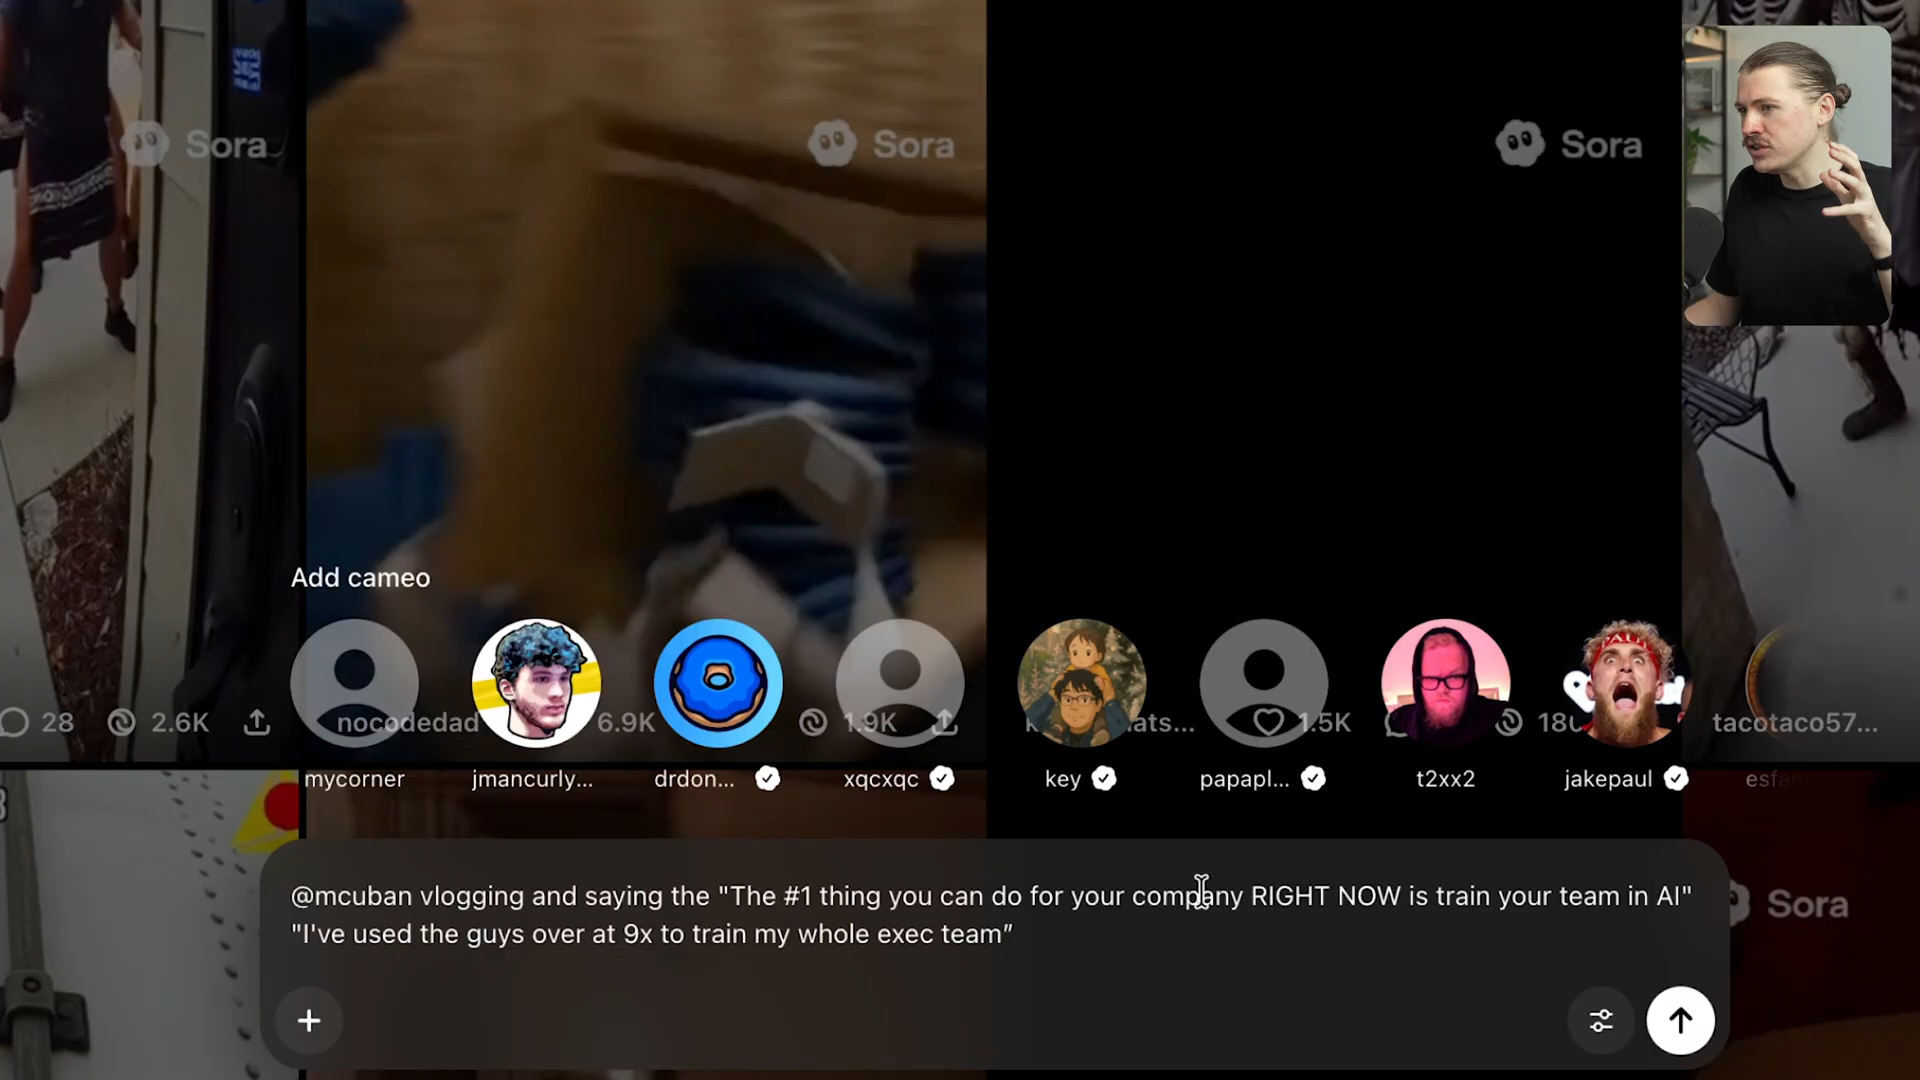 Sora
Sora
Sora
Add cameo
28
2.6K
nocodedad
6.9K
1.9K
ats...
1.5K
tacotaco57...
mycorner
jmancurly...
drdon...
xqcxqc
key
papapl...
t2xx2
jakepaul
@mcuban vlogging and saying the "The #1 thing you can do for your company RIGHT NOW is train your team in AI"
"I've used the guys over at 9x to train my whole exec team”
Sora